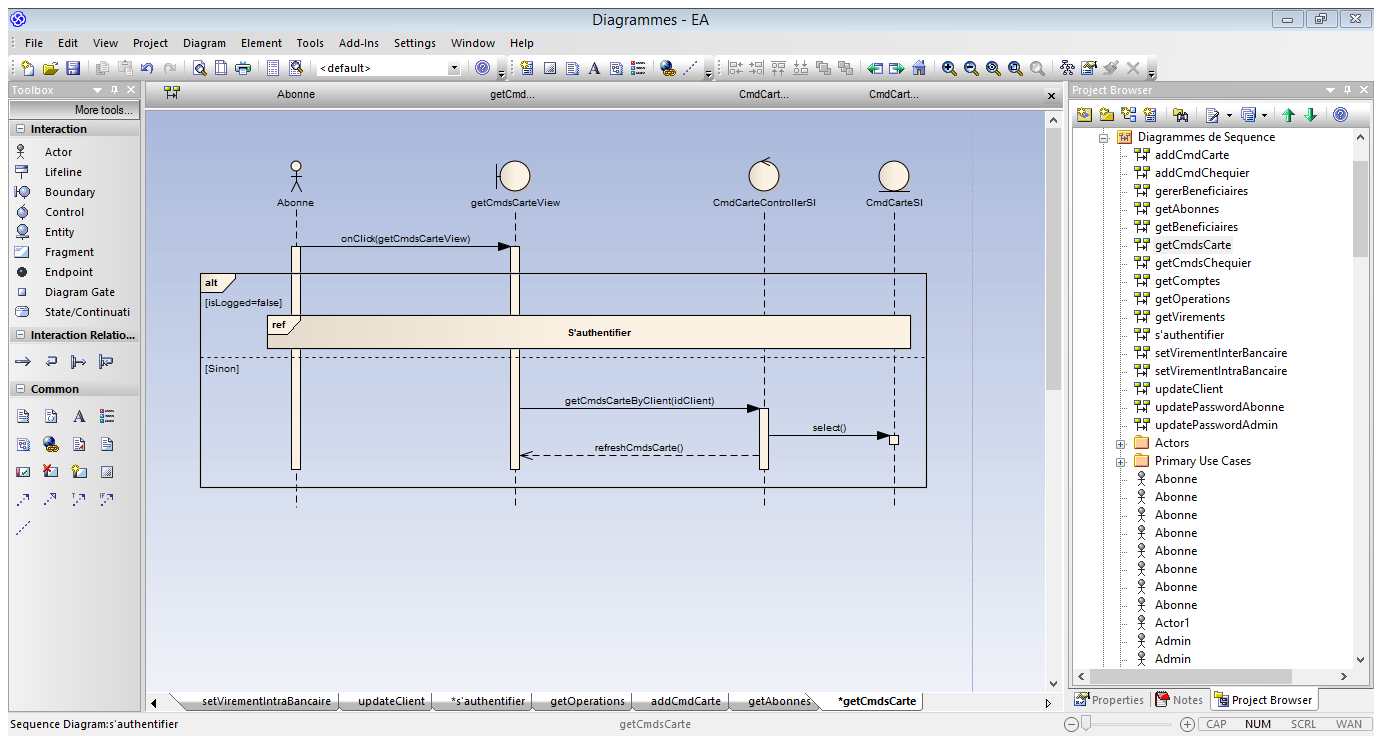 Diagrammes - EA
File Edit View Project Diagram Element Tools Add-Ins Settings Window Help
<default>
Toolbox
More tools...
Interaction
Actor
Lifeline
Boundary
Control
Entity
Fragment
Endpoint
Diagram Gate
State/Continuati
Interaction Relatio...
Common
Abonne getCmd... CmdCart... CmdCart...
Abonne getCmdsCarteView CmdCarteControllerSI CmdCarteSI
onClick(getCmdsCarteView)
alt
[isLogged=false]
ref
S'authentifier
[Sinon]
getCmdsCarteByClient(idClient)
select()
refreshCmdsCarte()
setVirementIntraBancaire updateClient *s'authentifier getOperations addCmdCarte getAbonnes *getCmdsCarte
Project Browser
Diagrammes de Sequence
addCmdCarte
addCmdChequier
gererBeneficiaires
getAbonnes
getBeneficiaires
getCmdsCarte
getCmdsChequier
getComptes
getOperations
getVirements
s'authentifier
setVirementInterBancaire
setVirementIntraBancaire
updateClient
updatePasswordAbonne
updatePasswordAdmin
Actors
Primary Use Cases
Abonne
Abonne
Abonne
Abonne
Abonne
Abonne
Abonne
Abonne
Actor1
Admin
Admin
Properties Notes Project Browser
Sequence Diagram:s'authentifier getCmdsCarte CAP NUM SCRL WAN